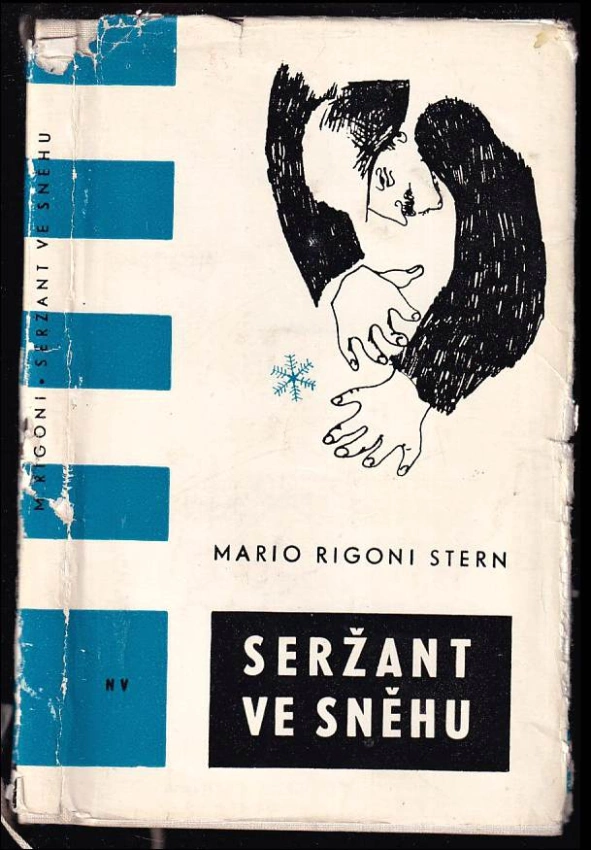 M RIGONI • SERŽANT VE SNĚHU
MARIO RIGONI STERN
SERŽANT
VE SNĚHU
NV